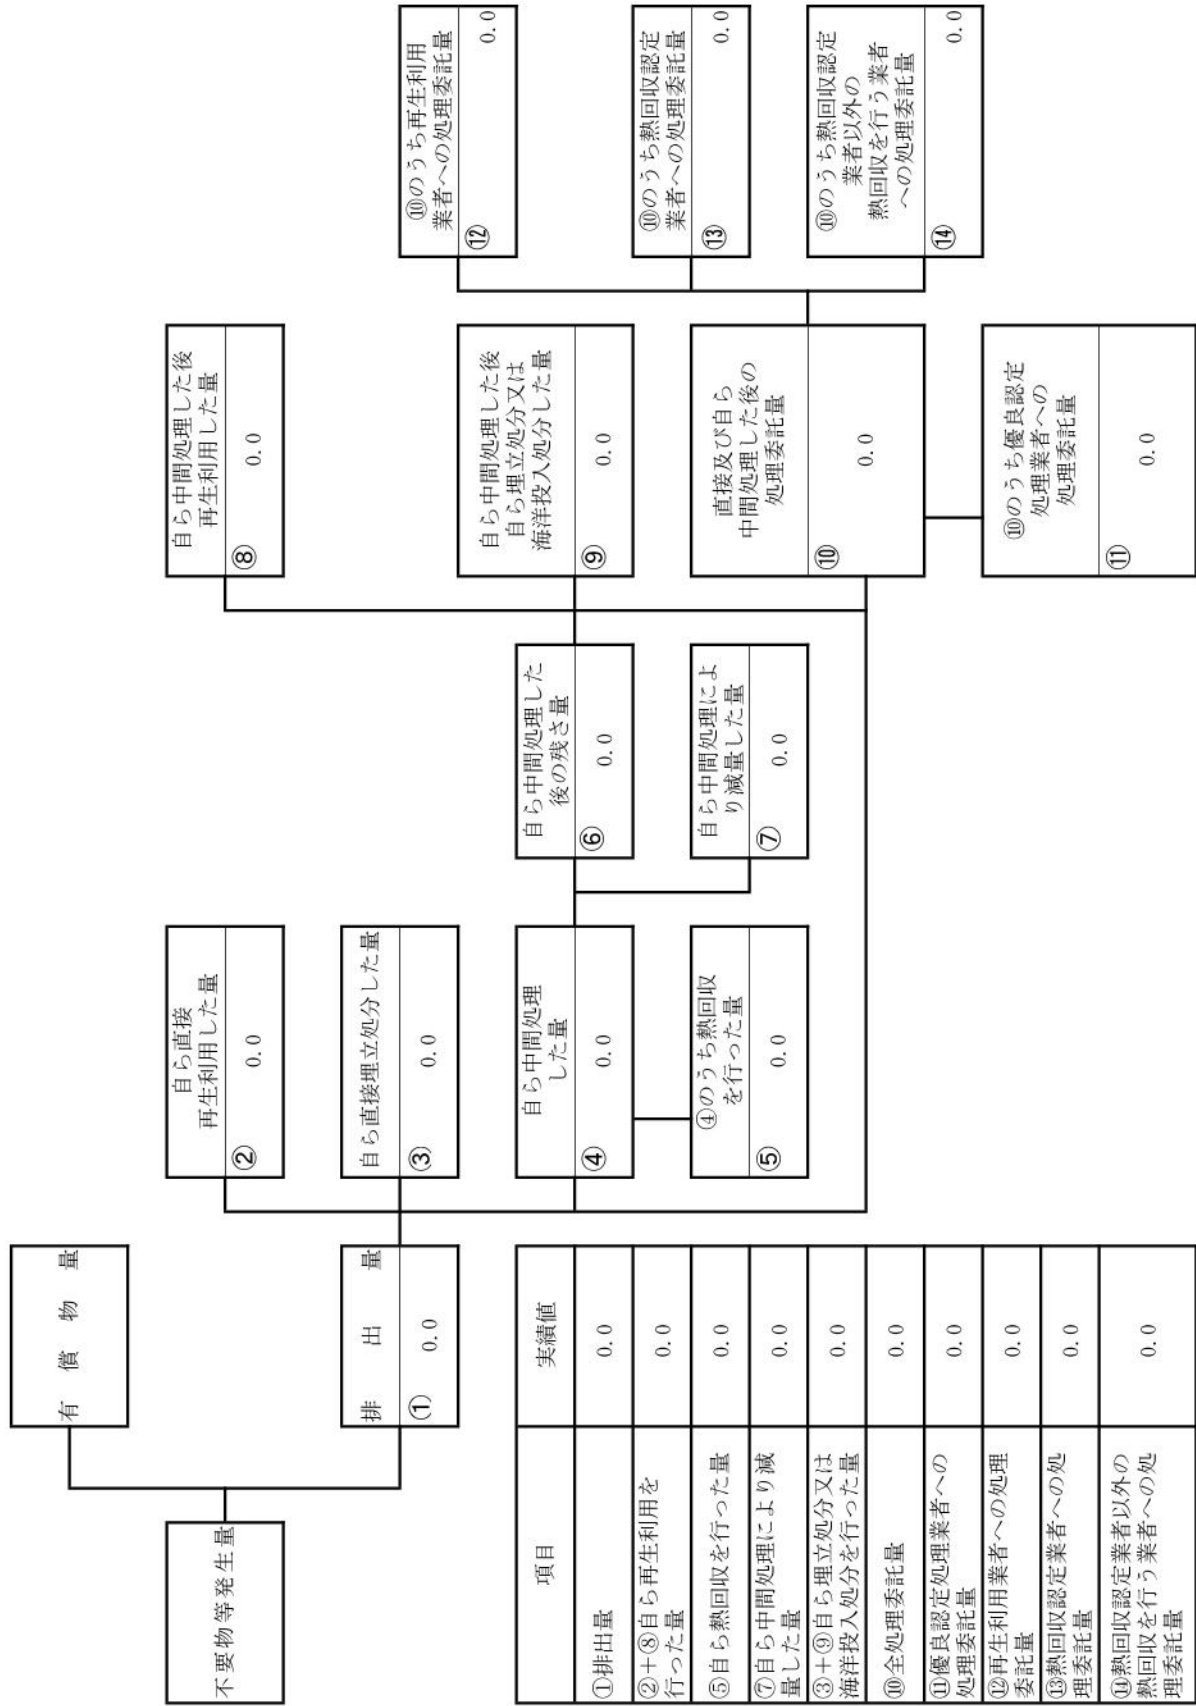 不要物等発生量
有償物量
排出量
① 0.0
自ら直接
再生利用した量
② 0.0
自ら直接埋立処分した量
③ 0.0
自ら中間処理
した量
④ 0.0
④のうち熱回収
を行った量
⑤ 0.0
自ら中間処理した
後の残さ量
⑥ 0.0
自ら中間処理によ
り減量した量
⑦ 0.0
自ら中間処理した後
再生利用した量
⑧ 0.0
自ら中間処理した後
自ら埋立処分又は
海洋投入処分した量
⑨ 0.0
直接及び自ら
中間処理した後の
処理委託量
⑩ 0.0
⑩のうち優良認定
処理業者への
処理委託量
⑪ 0.0
⑩のうち再生利用
業者への処理委託量
⑫ 0.0
⑩のうち熱回収認定
業者への処理委託量
⑬ 0.0
⑩のうち熱回収認定
業者以外の
熱回収を行う業者
への処理委託量
⑭ 0.0
項目 実績値
①排出量 0.0
②+⑧自ら再生利用を
行った量 0.0
⑤自ら熱回収を行った量 0.0
⑦自ら中間処理により減
量した量 0.0
③+⑨自ら埋立処分又は
海洋投入処分を行った量 0.0
⑩全処理委託量 0.0
⑪優良認定処理業者への
処理委託量 0.0
⑫再生利用業者への処理
委託量 0.0
⑬熱回収認定業者への処
理委託量 0.0
⑭熱回収認定業者以外の
熱回収を行う業者への処
理委託量 0.0